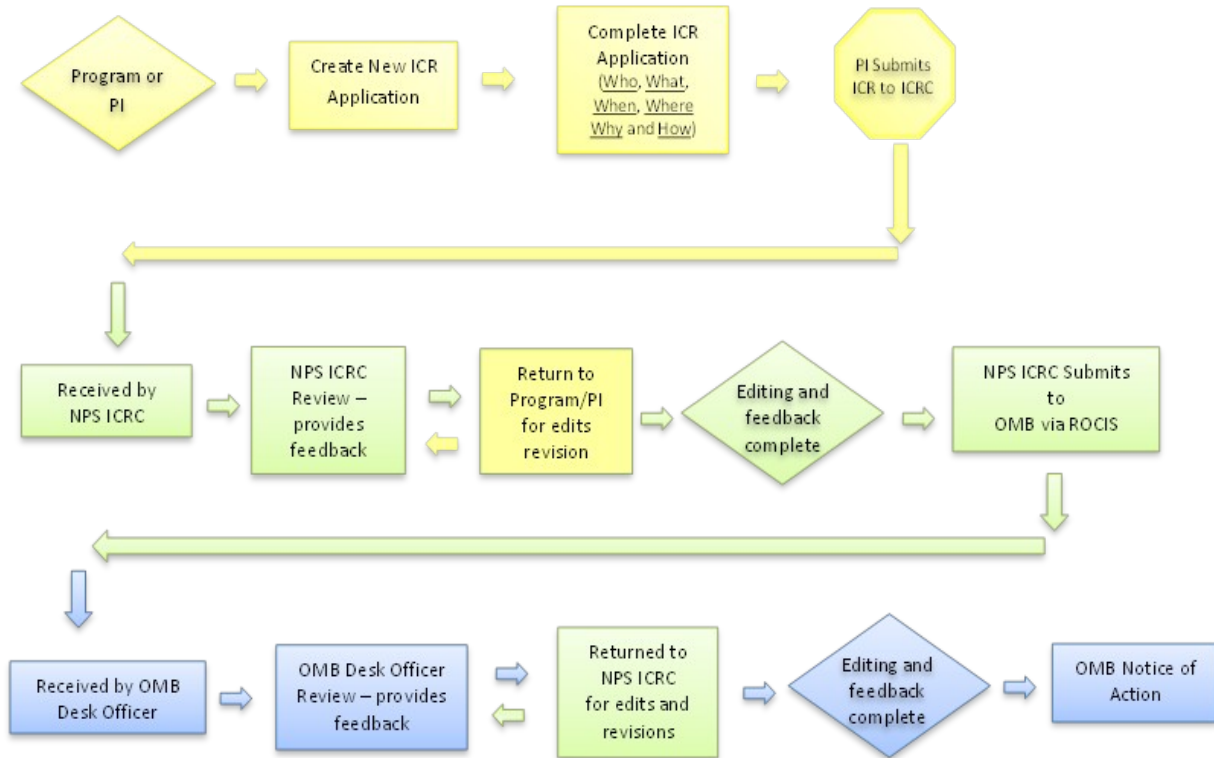 Program or
PI
Create New ICR
Application
Complete ICR
Application
(Who, What,
When, Where
Why and How)
PI Submits
ICR to ICRC
Received by
NPS ICRC
NPS ICRC
Review –
provides
feedback
Return to
Program/PI
for edits
revision
Editing and
feedback
complete
NPS ICRC Submits
to
OMB via ROCIS
Received by OMB
Desk Officer
OMB Desk Officer
Review – provides
feedback
Returned to
NPS ICRC
for edits and
revisions
Editing and
feedback
complete
OMB Notice of
Action